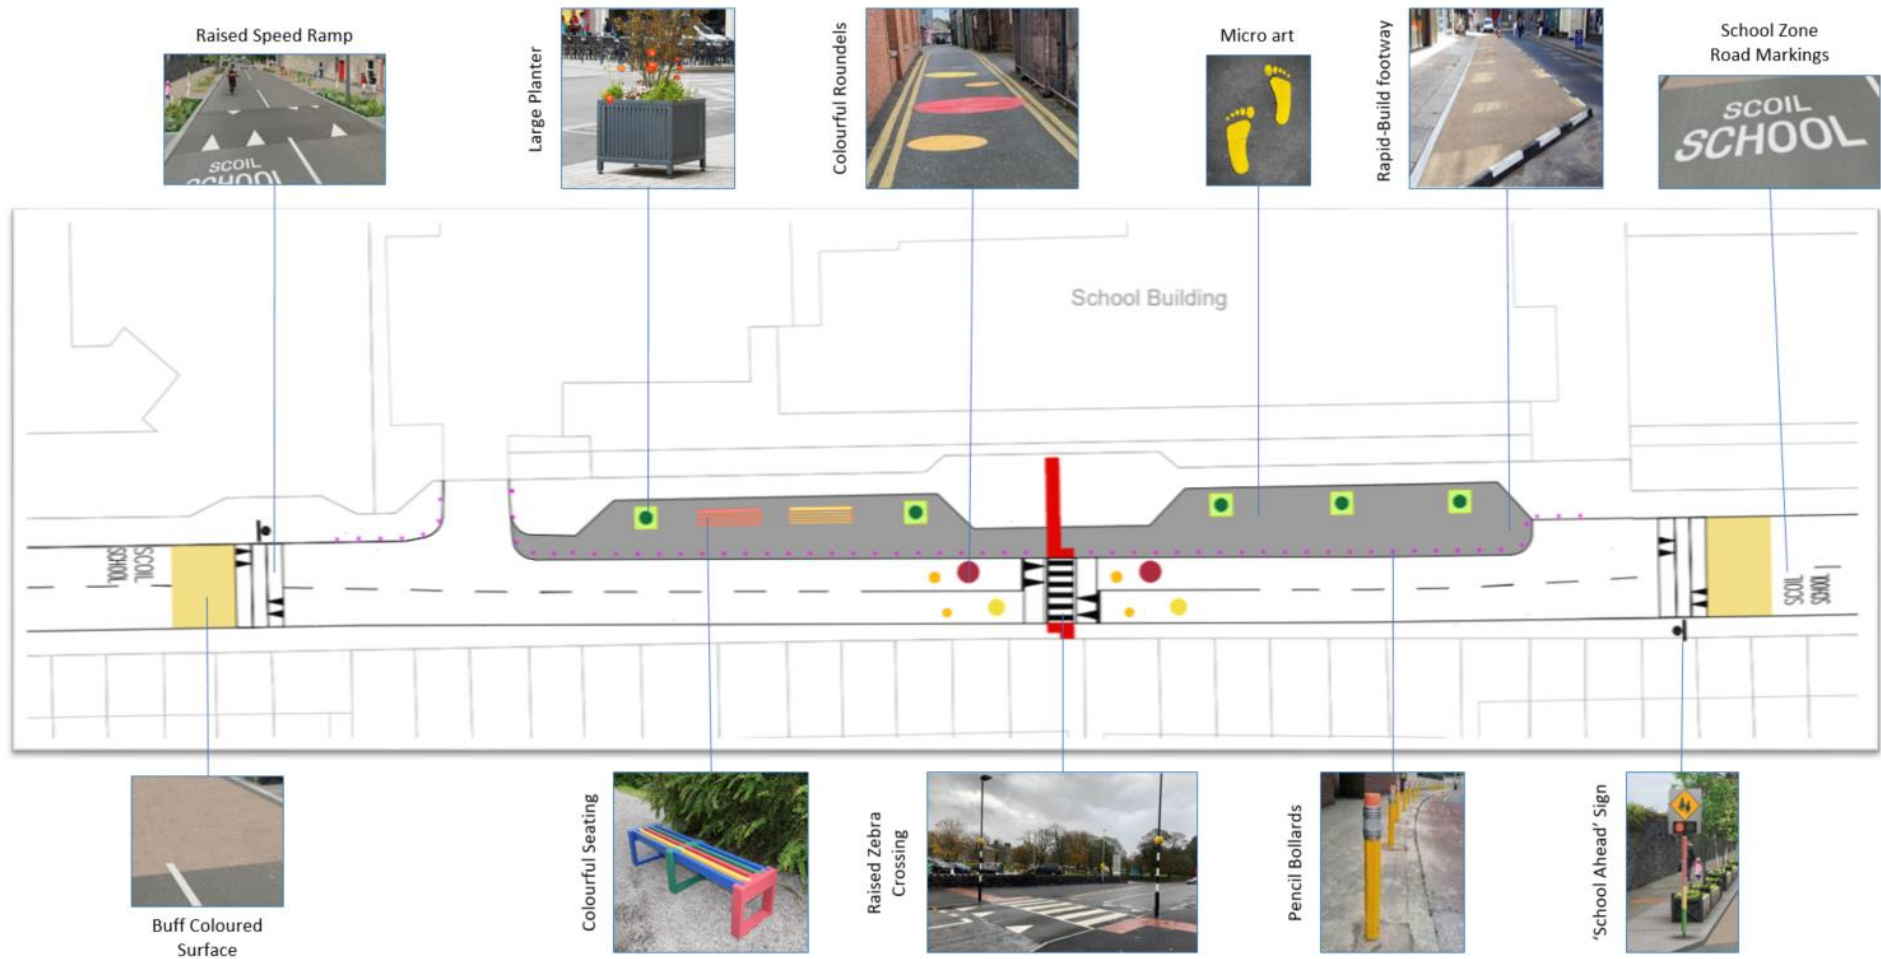 Raised Speed Ramp
Large Planter
Colourful Roundels
Micro art
Rapid-Build footway
School Zone
Road Markings
SCOIL
SCHOOL
SCOIL
SCHOOL
School Building
SCOIL
SCHOOL
SCOIL
SCHOOL
Buff Coloured
Surface
Colourful Seating
Raised Zebra
Crossing
Pencil Bollards
'School Ahead' Sign